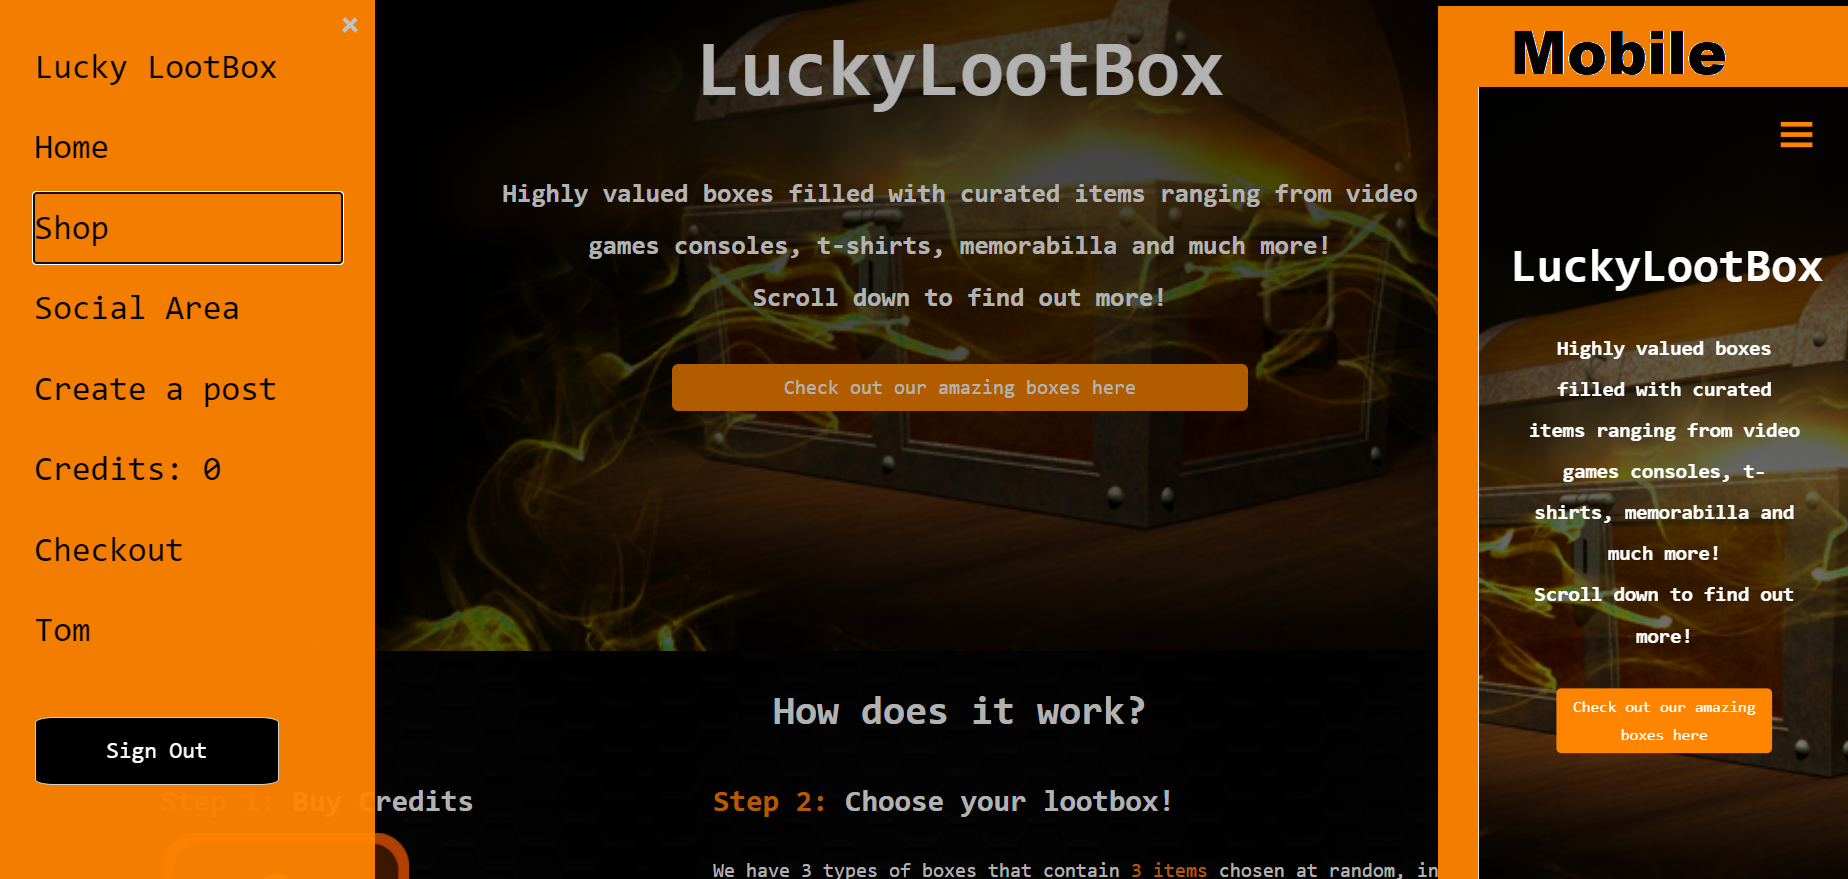 ×
Lucky LootBox
Home
Shop
Social Area
Create a post
Credits: 0
Checkout
Tom
Sign Out
LuckyLootBox
Highly valued boxes filled with curated items ranging from video
games consoles, t-shirts, memorabilla and much more!
Scroll down to find out more!
Check out our amazing boxes here
How does it work?
Step 1: Buy Credits
Step 2: Choose your lootbox!
We have 3 types of boxes that contain 3 items chosen at random, in
Mobile
LuckyLootBox
Highly valued boxes
filled with curated
items ranging from video
games consoles, t-
shirts, memorabilla and
much more!
Scroll down to find out
more!
Check out our amazing
boxes here